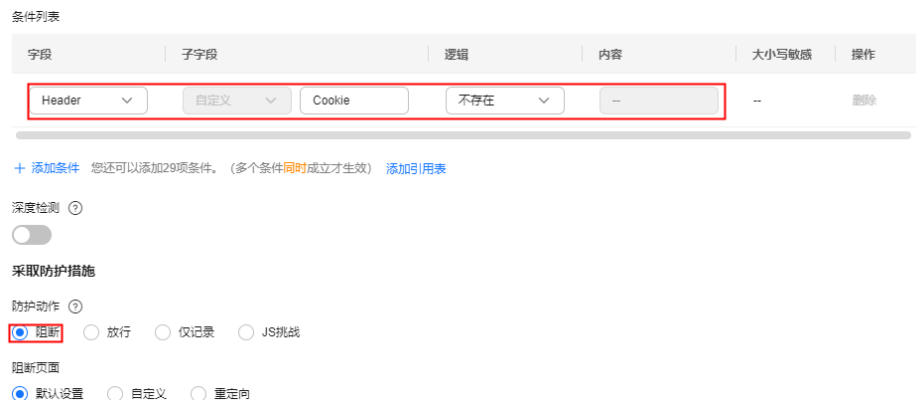 条件列表
字段 子字段 逻辑 内容 大小写敏感 操作
Header 自定义 Cookie 不存在 -- -- 删除
添加条件 您还可以添加29项条件。（多个条件同时成立才生效） 添加引用表
深度检测
采取防护措施
防护动作
阻断 放行 仅记录 JS挑战
阻断页面
默认设置 自定义 重定向